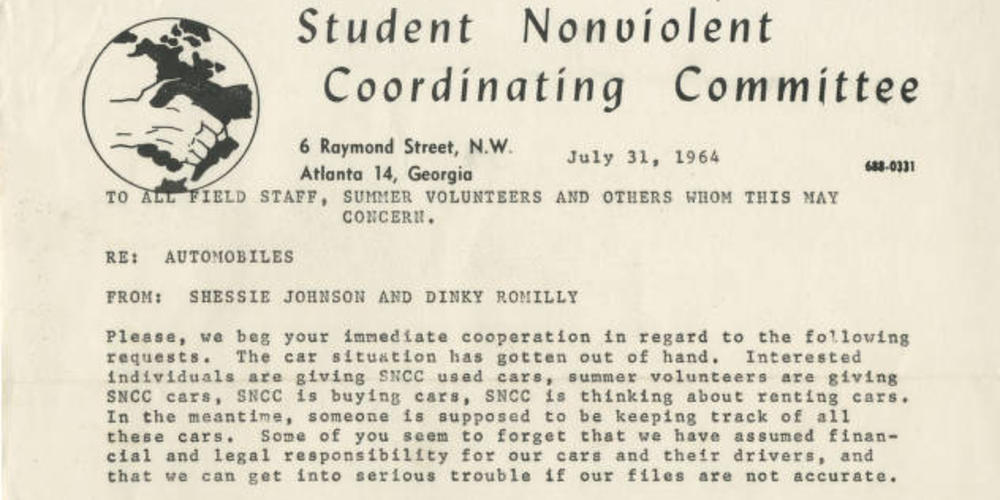 Student Nonviolent
Coordinating Committee
6 Raymond Street, N.W.
Atlanta 14, Georgia
July 31, 1964
688-0331
TO ALL FIELD STAFF, SUMMER VOLUNTEERS AND OTHERS WHOM THIS MAY
CONCERN.
RE: AUTOMOBILES
FROM: SHESSIE JOHNSON AND DINKY ROMILLY
Please, we beg your immediate cooperation in regard to the following
requests. The car situation has gotten out of hand. Interested
individuals are giving SNCC used cars, summer volunteers are giving
SNCC cars, SNCC is buying cars, SNCC is thinking about renting cars.
In the meantime, someone is supposed to be keeping track of all
these cars. Some of you seem to forget that we have assumed finan-
cial and legal responsibility for our cars and their drivers, and
that we can get into serious trouble if our files are not accurate.